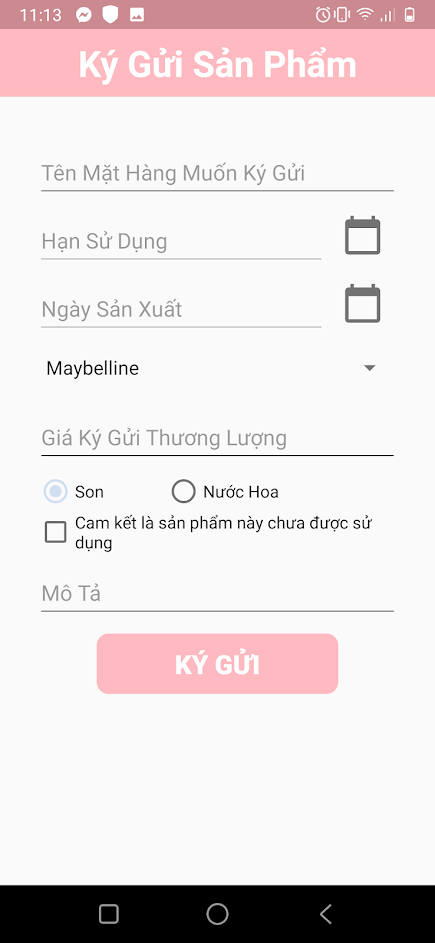 11:13
Ký Gửi Sản Phẩm
Tên Mặt Hàng Muốn Ký Gửi
Hạn Sử Dụng
Ngày Sản Xuất
Maybelline
Giá Ký Gửi Thương Lượng
Son
Nước Hoa
Cam kết là sản phẩm này chưa được sử
dụng
Mô Tả
KÝ GỬI